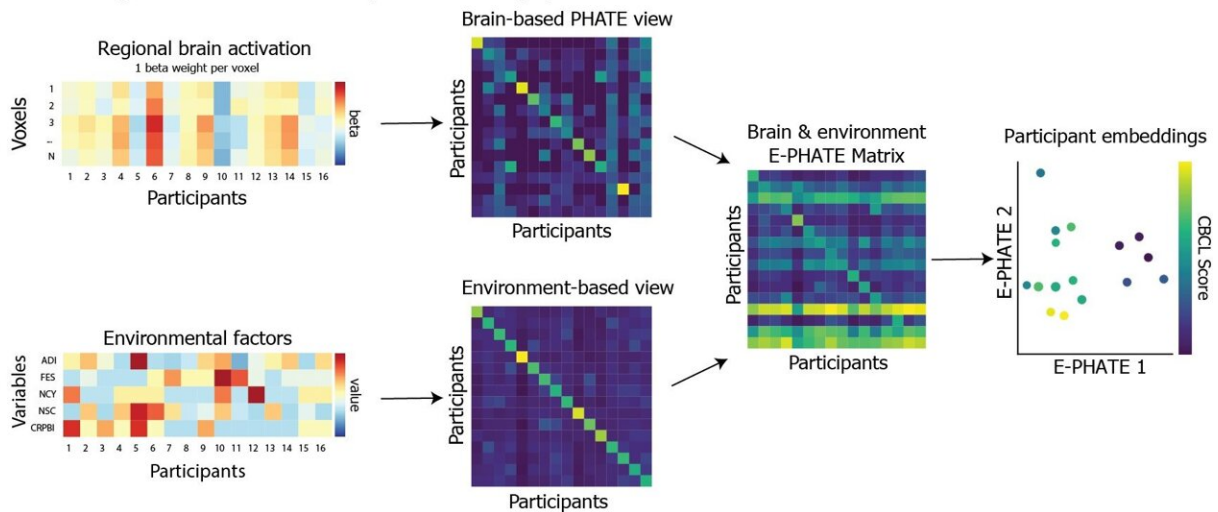 Regional brain activation
1 beta weight per voxel
Voxels
1
2
3
...
N
beta
1 2 3 4 5 6 7 8 9 10 11 12 13 14 15 16
Participants
Brain-based PHATE view
Participants
Participants
Environmental factors
Variables
ADI
FES
NCY
NSC
CRPBI
value
1 2 3 4 5 6 7 8 9 10 11 12 13 14 15 16
Participants
Environment-based view
Participants
Participants
Brain & environment
E-PHATE Matrix
Participants
Participants
Participant embeddings
E-PHATE 2
E-PHATE 1
CBCL Score